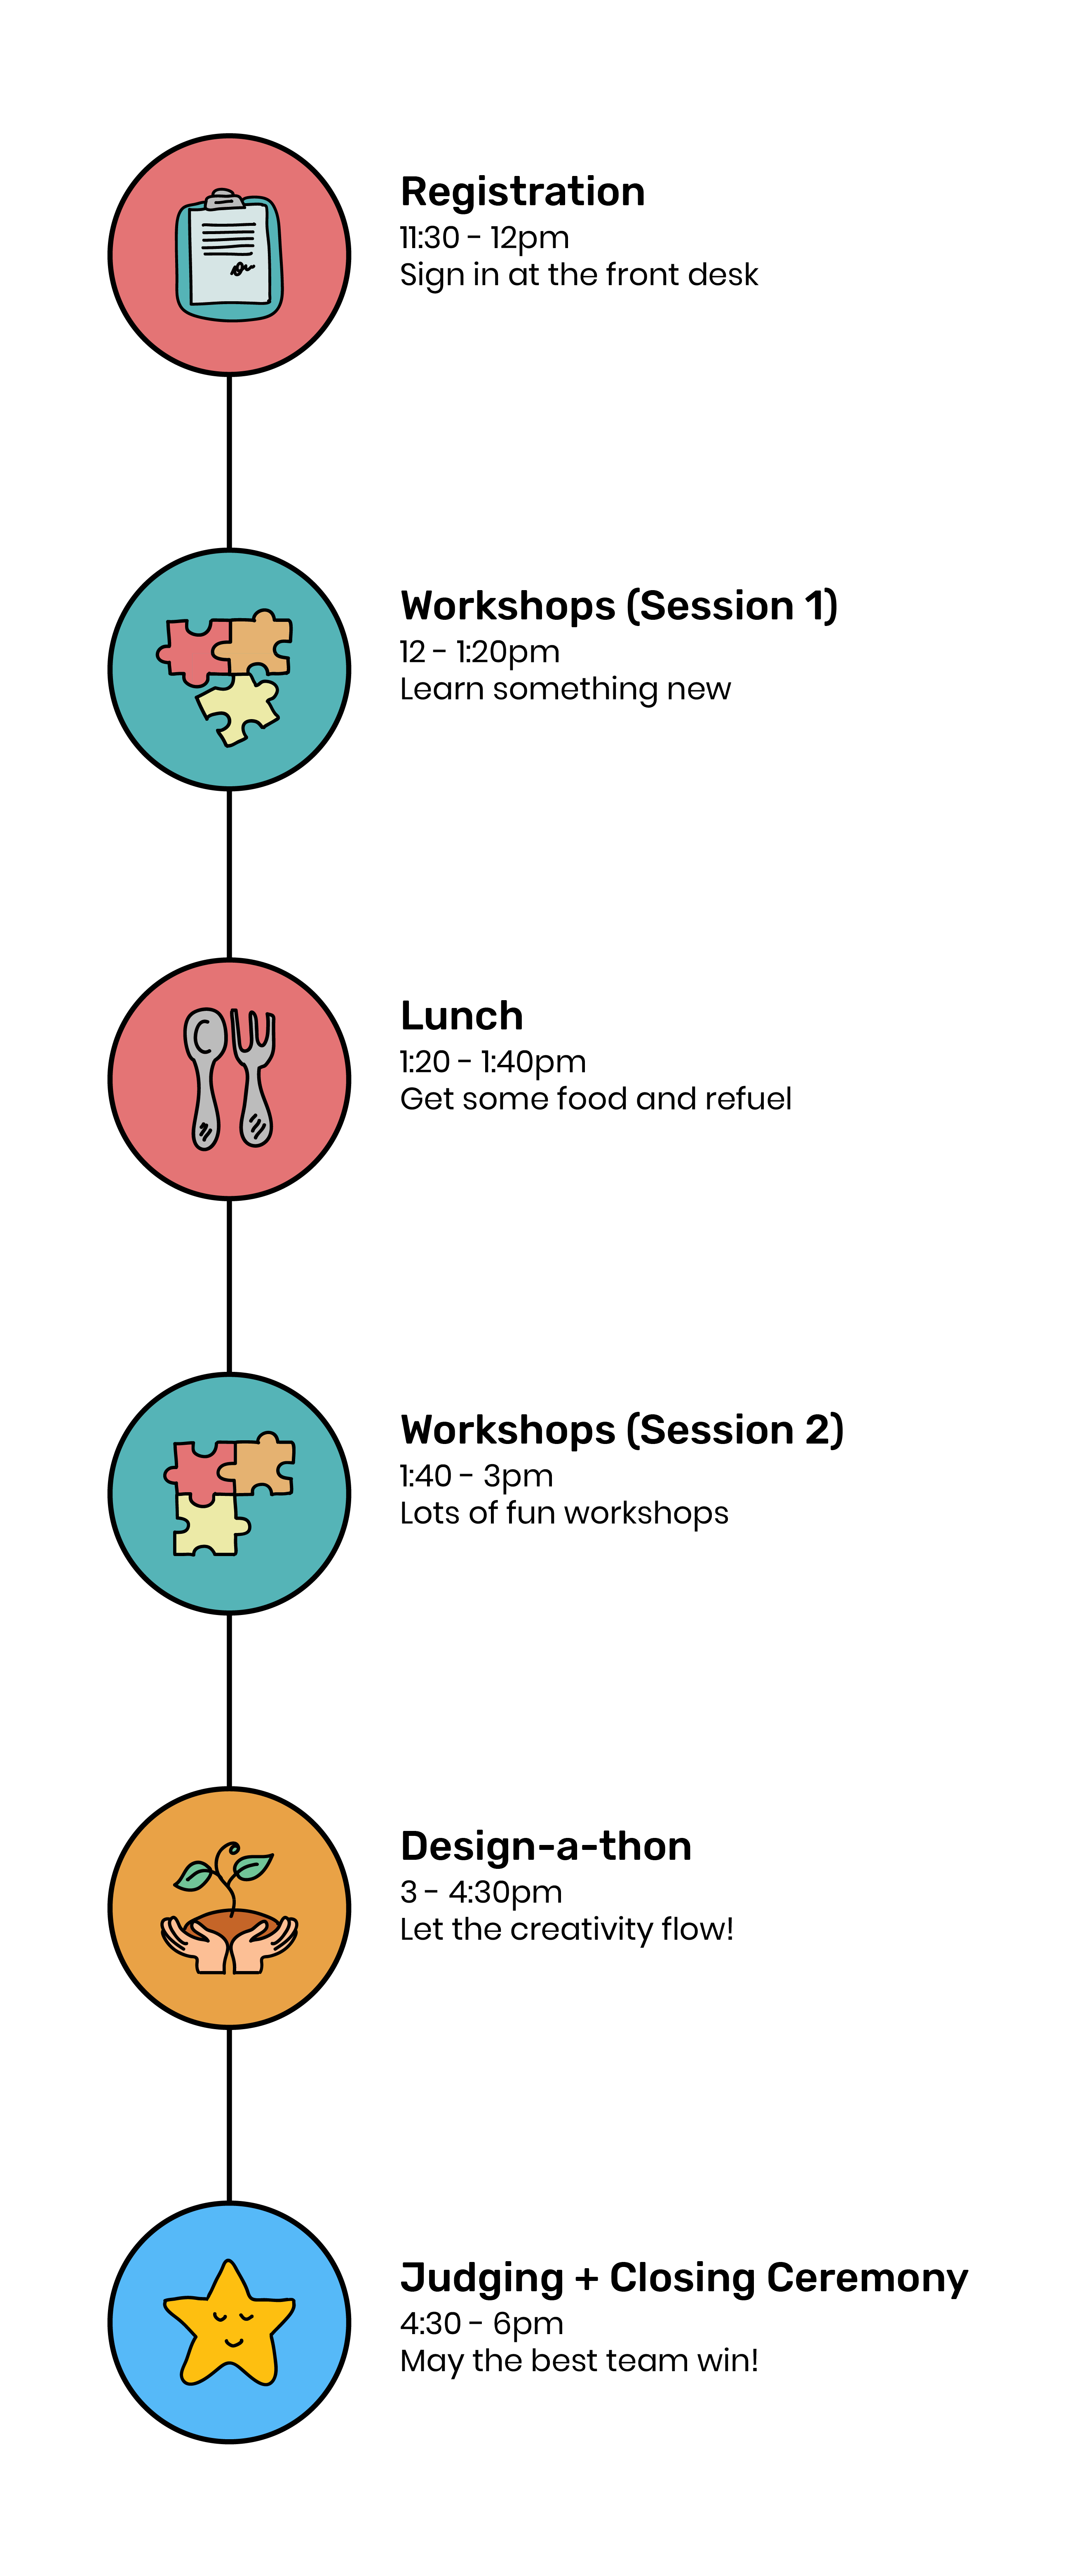 Registration
11:30 - 12pm
Sign in at the front desk
Workshops (Session 1)
12 - 1:20pm
Learn something new
Lunch
1:20 - 1:40pm
Get some food and refuel
Workshops (Session 2)
1:40 - 3pm
Lots of fun workshops
Design-a-thon
3 - 4:30pm
Let the creativity flow!
Judging + Closing Ceremony
4:30 - 6pm
May the best team win!